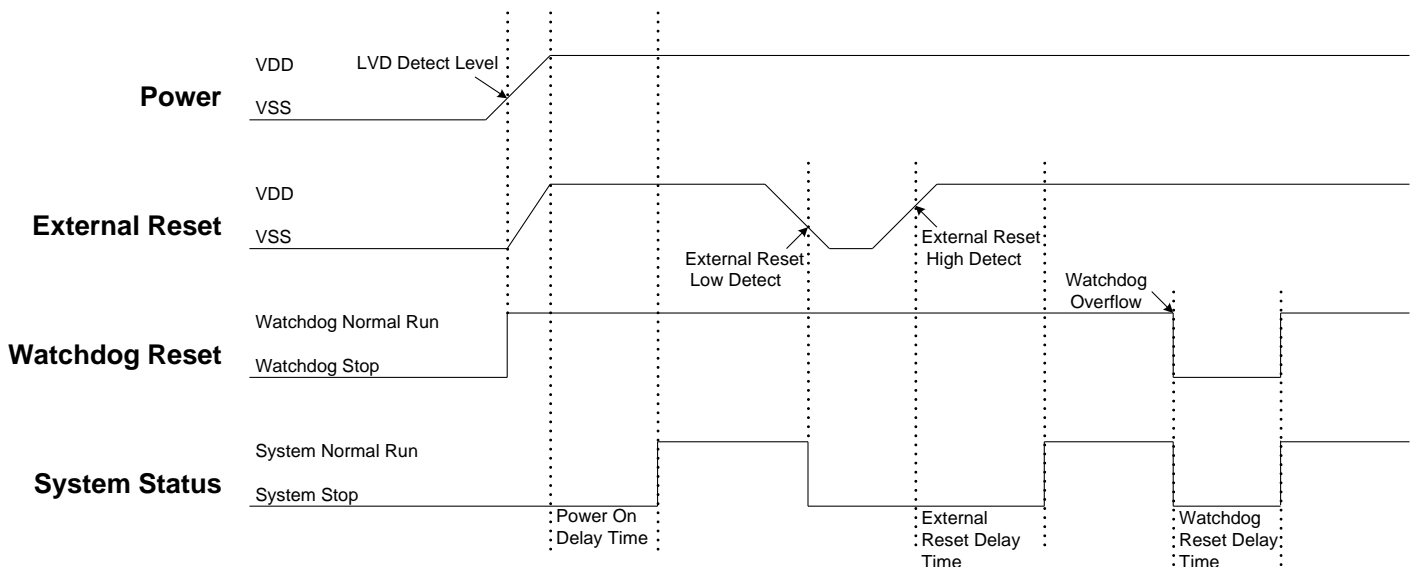 VDD
LVD Detect Level
Power
VSS
VDD
External Reset
VSS
External Reset
Low Detect
External Reset
High Detect
Watchdog
Overflow
Watchdog Normal Run
Watchdog Reset
Watchdog Stop
System Normal Run
System Status
System Stop
Power On
Delay Time
External
Reset Delay
Time
Watchdog
Reset Delay
Time